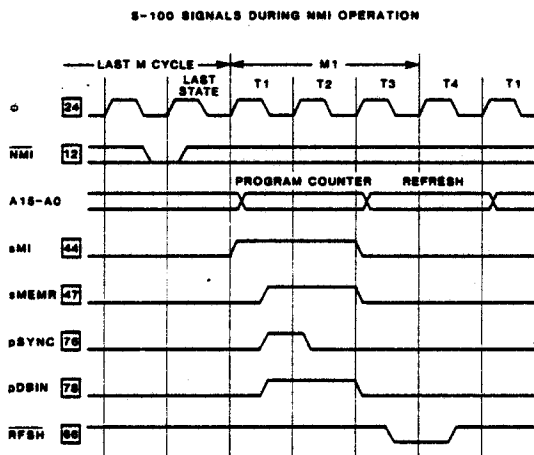 S-100 SIGNALS DURING NMI OPERATION
LAST M CYCLE M1
LAST STATE T1 T2 T3 T4 T1
φ 24
NMI 12
A15-A0 PROGRAM COUNTER REFRESH
sMI 44
sMEMR 47
pSYNC 76
pDBIN 78
RFSH 66